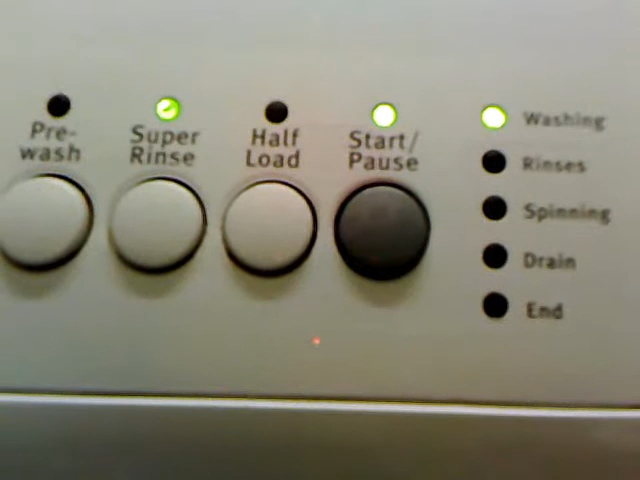 Pre-
wash
Super
Rinse
Half
Load
Start/
Pause
Washing
Rinses
Spinning
Drain
End